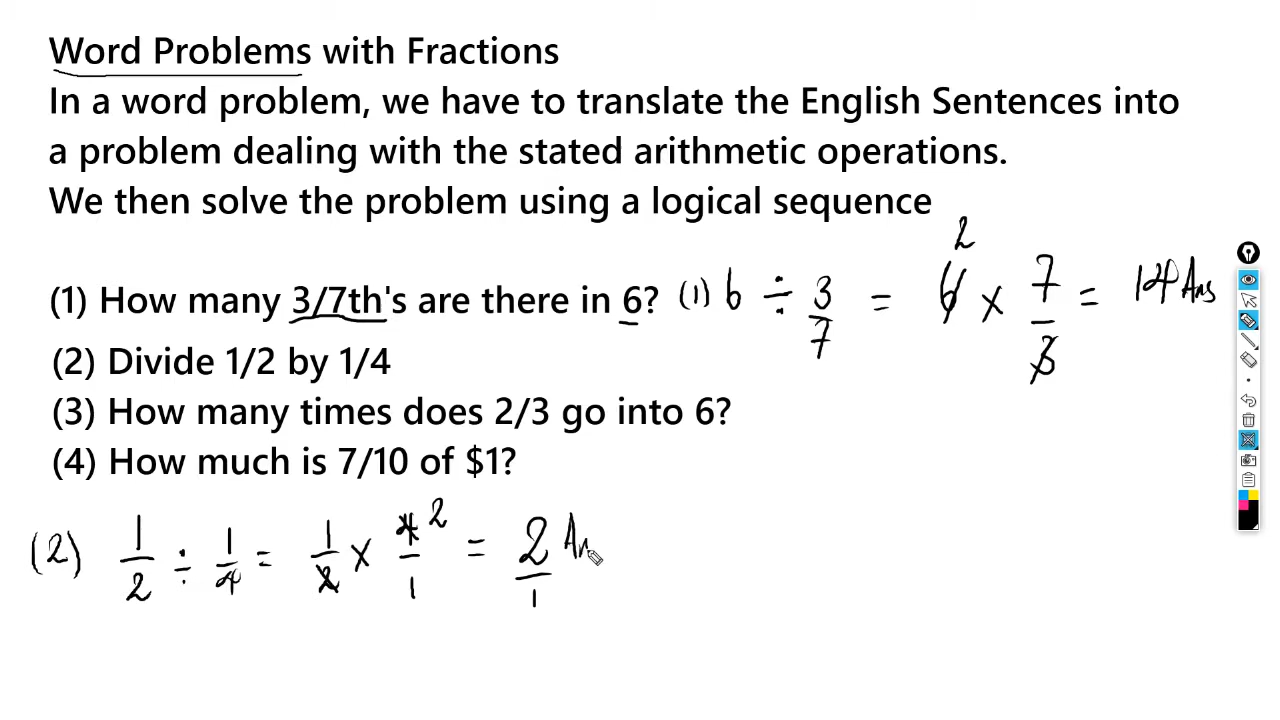 Word Problems with Fractions
In a word problem, we have to translate the English Sentences into
a problem dealing with the stated arithmetic operations.
We then solve the problem using a logical sequence
(1) How many 3/7th's are there in 6? (1) 6 ÷ 3/7 = 6 2 × 7/3 = 14 Ans
(2) Divide 1/2 by 1/4
(3) How many times does 2/3 go into 6?
(4) How much is 7/10 of $1?
(2) 1/2 ÷ 1/4 = 1/2 × 4 2/1 = 2/1 An